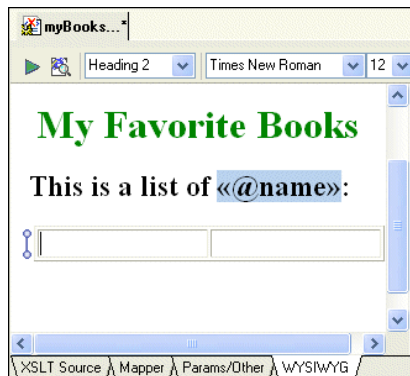 myBooks...*
Heading 2 Times New Roman 12
My Favorite Books
This is a list of «@name»:
XSLT Source Mapper Params/Other WYSIWYG